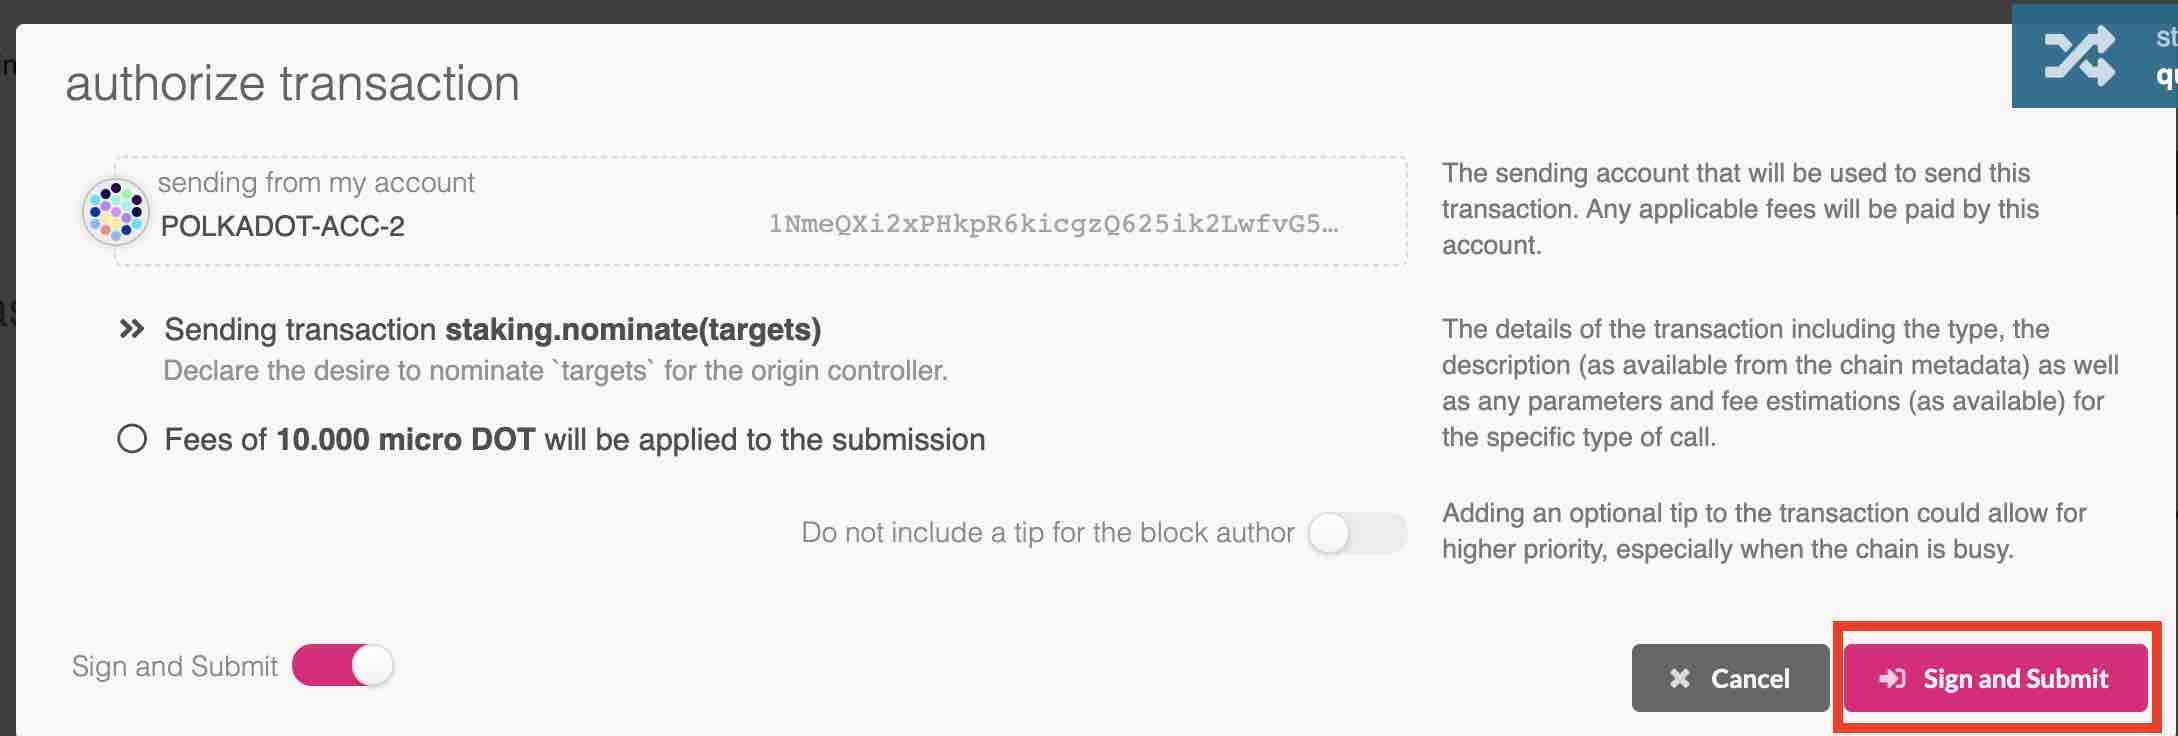 authorize transaction
sending from my account
POLKADOT-ACC-2
1NmeQXi2xPHkpR6kicgzQ625ik2LwfvG5…
The sending account that will be used to send this
transaction. Any applicable fees will be paid by this
account.
Sending transaction staking.nominate(targets)
Declare the desire to nominate `targets` for the origin controller.
Fees of 10.000 micro DOT will be applied to the submission
The details of the transaction including the type, the
description (as available from the chain metadata) as well
as any parameters and fee estimations (as available) for
the specific type of call.
Do not include a tip for the block author
Adding an optional tip to the transaction could allow for
higher priority, especially when the chain is busy.
Sign and Submit
Cancel
Sign and Submit